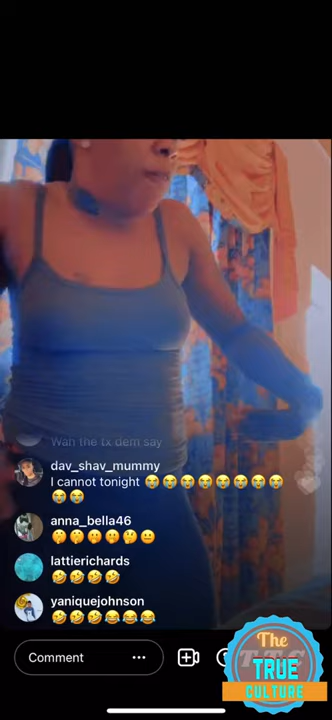 Wah the tx dem say
dav_shav_mummy
I cannot tonight 😭😭😭😭😭😭😭😭
😭😭
anna_bella46
🤔🤔🤔🤔🤔😐
lattierichards
🤣🤣🤣🤣
yaniquejohnson
🤣🤣🤣😂😂😂
Comment
The
TRUE
CULTURE